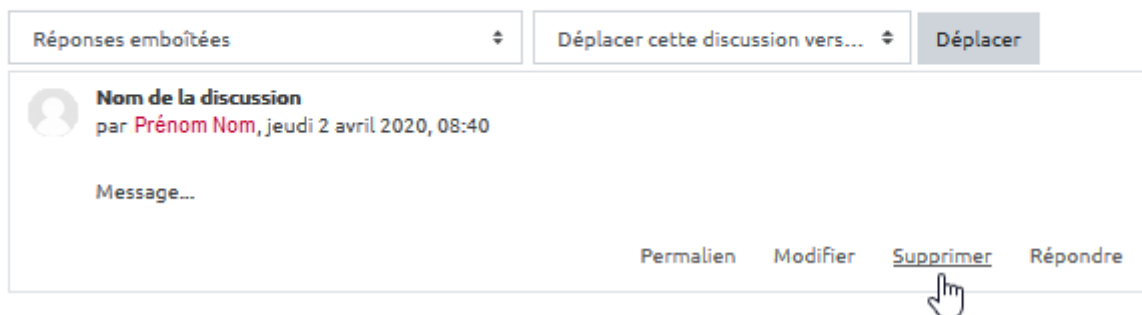 Réponses emboîtées Déplacer cette discussion vers... Déplacer
Nom de la discussion
par Prénom Nom, jeudi 2 avril 2020, 08:40
Message...
Permalien Modifier Supprimer Répondre